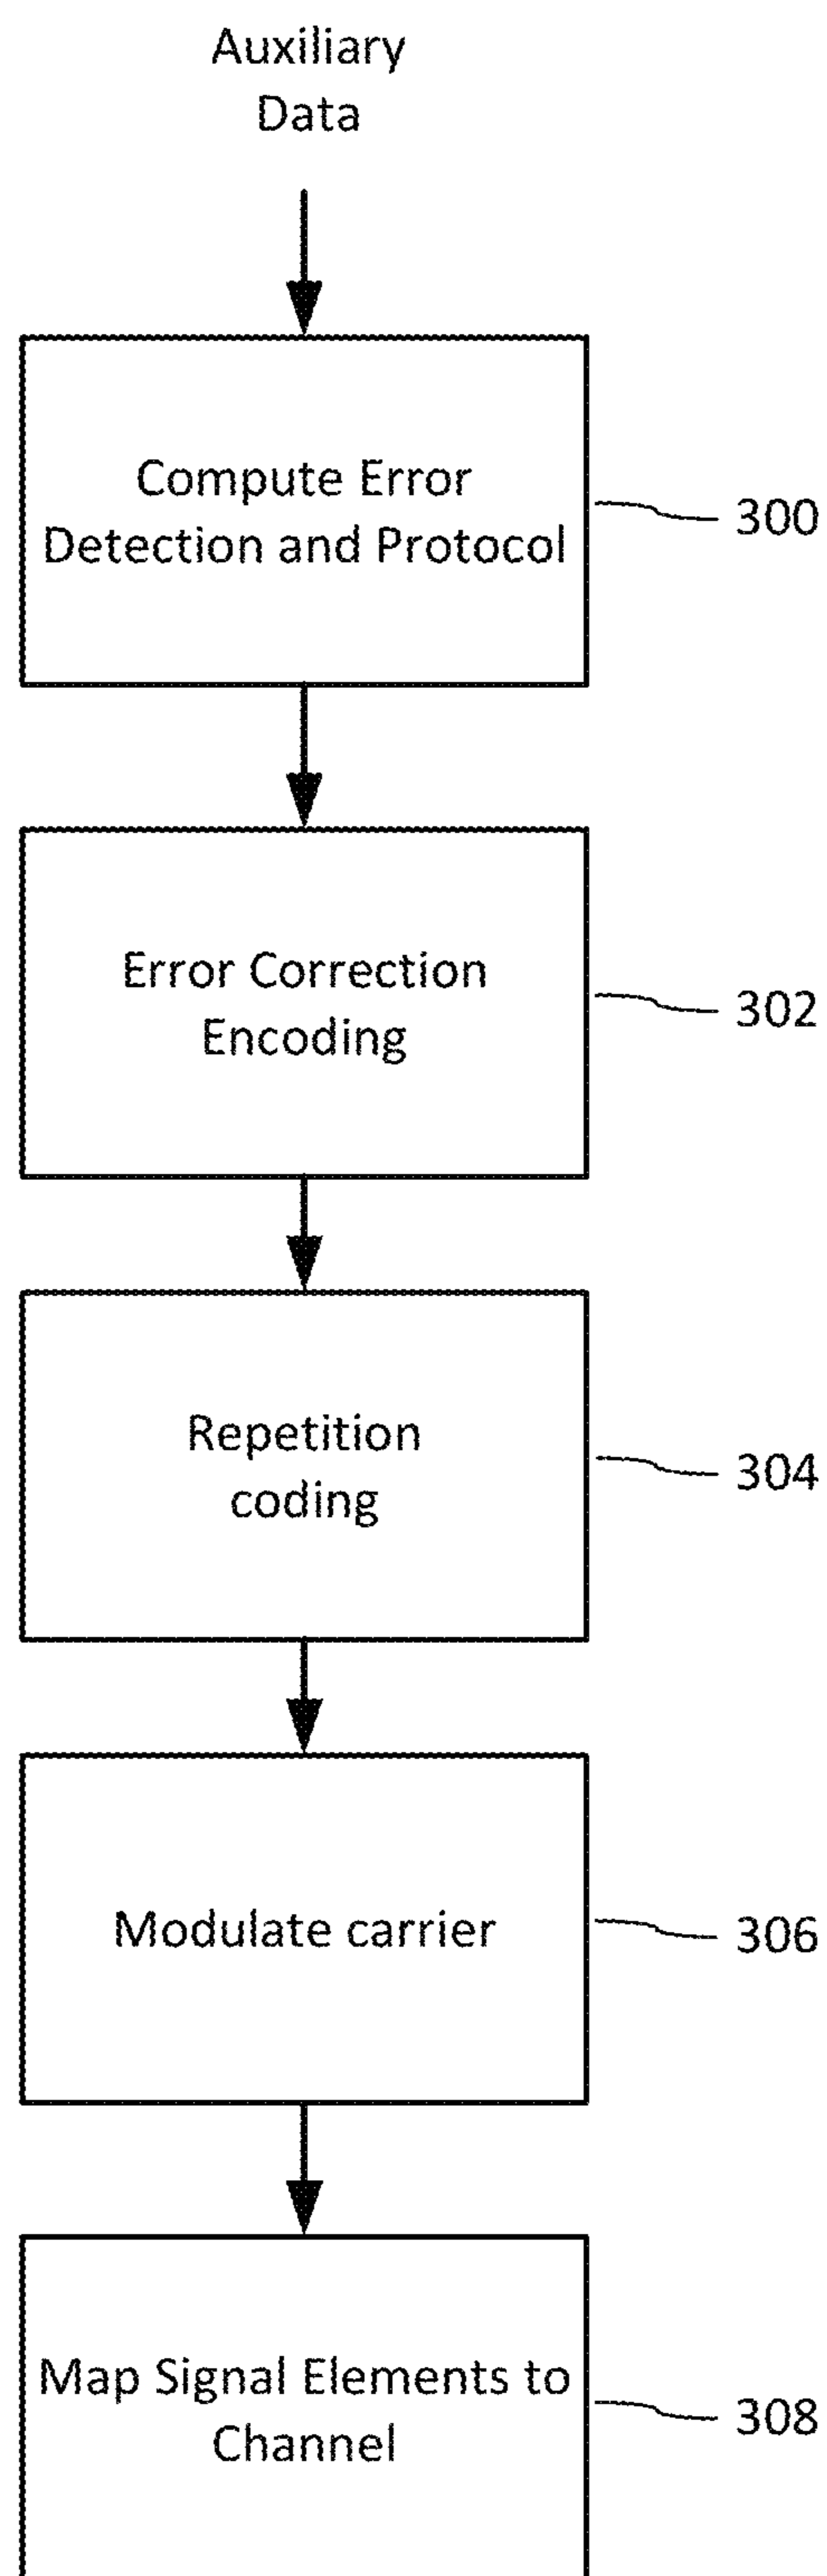 Auxiliary
Data
Compute Error
Detection and Protocol
300
Error Correction
Encoding
302
Repetition
coding
304
Modulate carrier
306
Map Signal Elements to
Channel
308